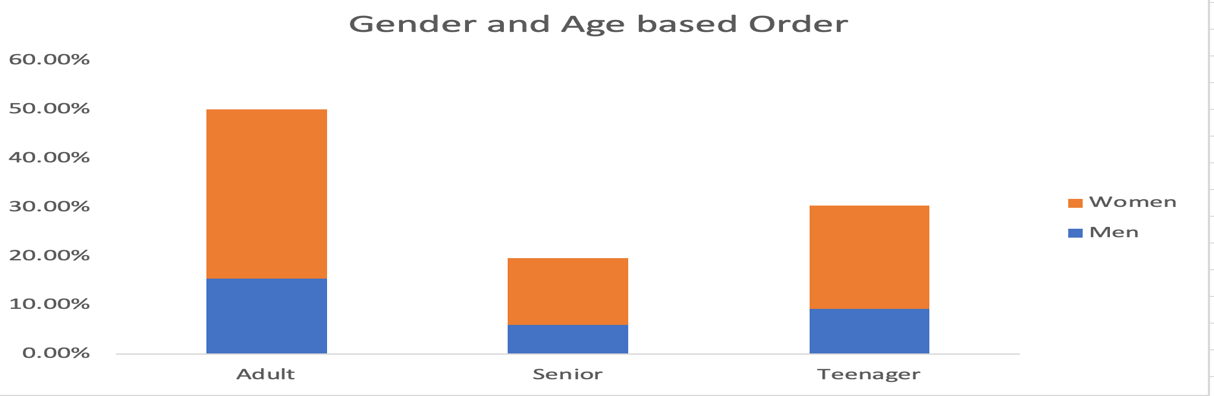 Gender and Age based Order
60.00%
50.00%
40.00%
30.00%
20.00%
10.00%
0.00%
Adult
Senior
Teenager
Women
Men